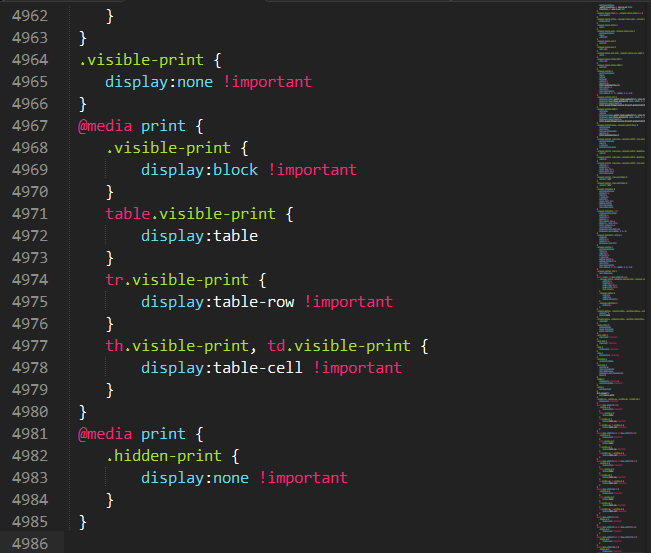 4962 }
4963 }
4964 .visible-print {
4965 display:none !important
4966 }
4967 @media print {
4968 .visible-print {
4969 display:block !important
4970 }
4971 table.visible-print {
4972 display:table
4973 }
4974 tr.visible-print {
4975 display:table-row !important
4976 }
4977 th.visible-print, td.visible-print {
4978 display:table-cell !important
4979 }
4980 }
4981 @media print {
4982 .hidden-print {
4983 display:none !important
4984 }
4985 }
4986